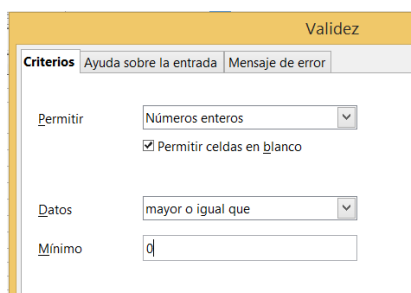 Validez
Criterios Ayuda sobre la entrada Mensaje de error
Permitir Números enteros
Permitir celdas en blanco
Datos mayor o igual que
Mínimo 0